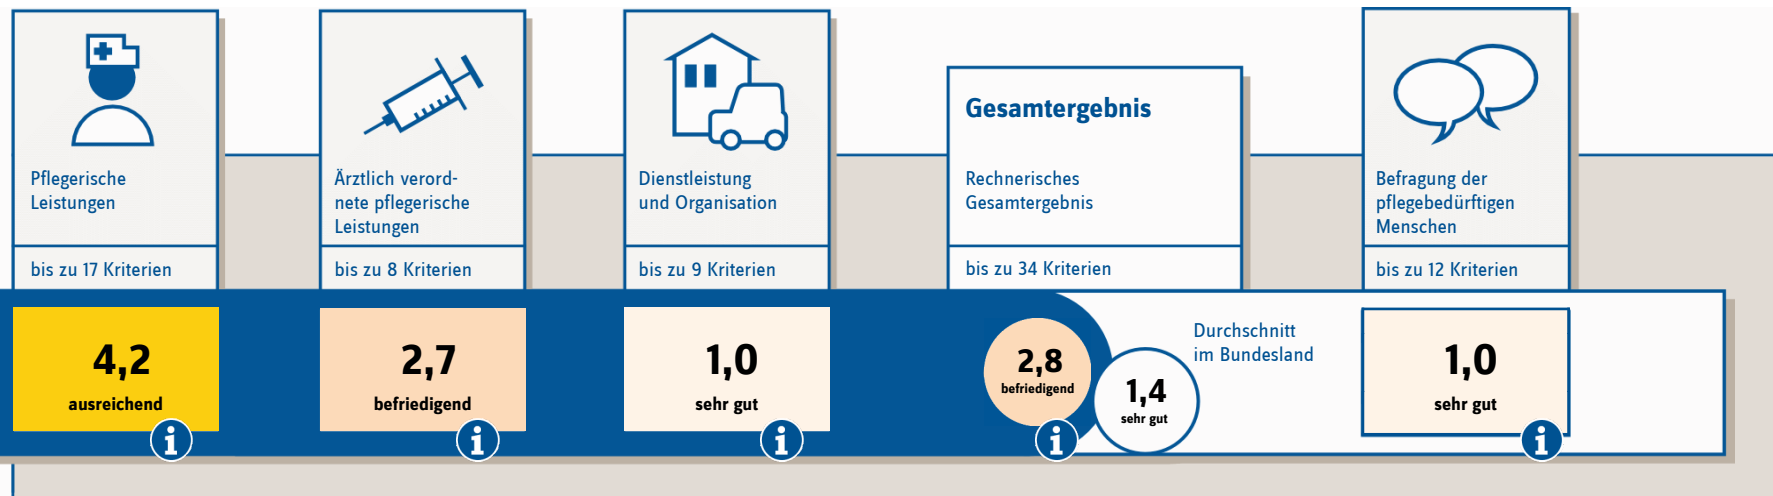 Pflegerische
Leistungen
bis zu 17 Kriterien
4,2
ausreichend
i
Ärztlich verord-
nete pflegerische
Leistungen
bis zu 8 Kriterien
2,7
befriedigend
i
Dienstleistung
und Organisation
bis zu 9 Kriterien
1,0
sehr gut
i
Gesamtergebnis
Rechnerisches
Gesamtergebnis
bis zu 34 Kriterien
2,8
befriedigend
i
1,4
sehr gut
Durchschnitt
im Bundesland
Befragung der
pflegebedürftigen
Menschen
bis zu 12 Kriterien
1,0
sehr gut
i